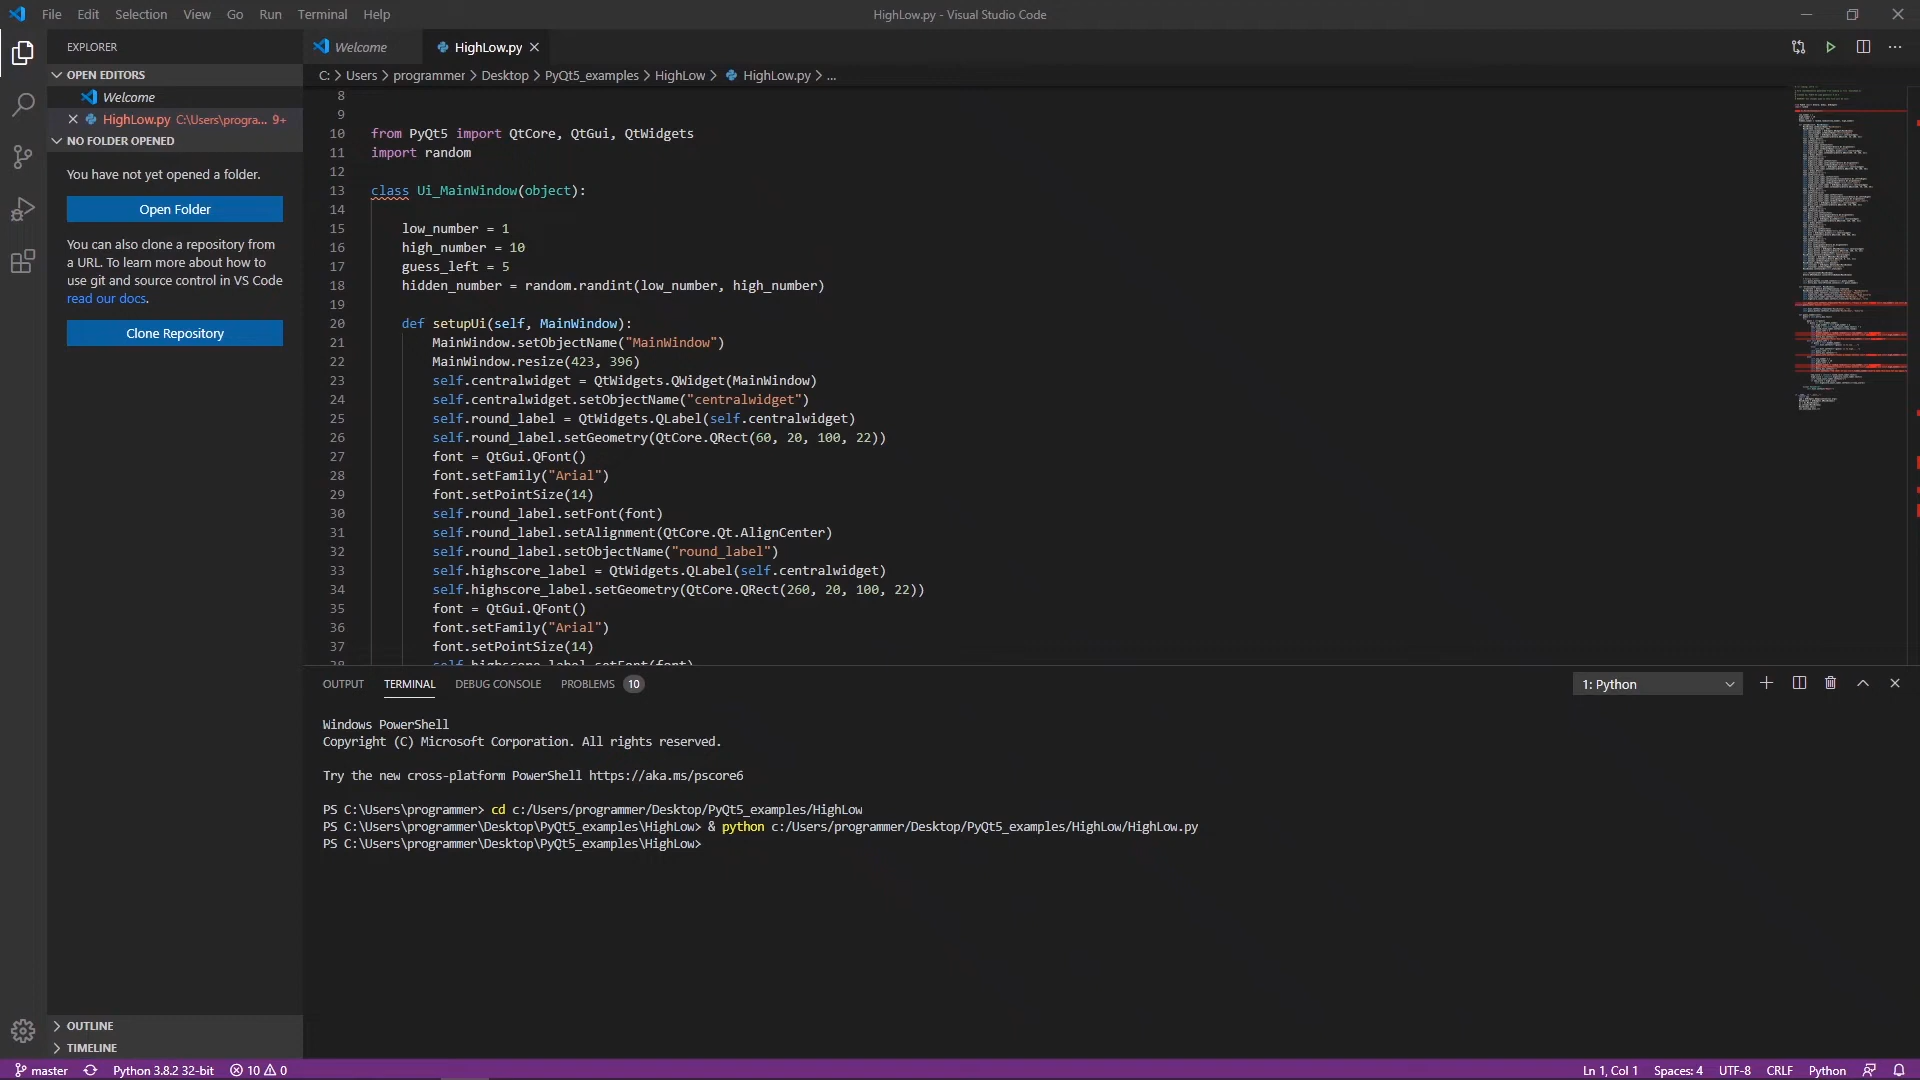 File Edit Selection View Go Run Terminal Help
HighLow.py - Visual Studio Code
EXPLORER
OPEN EDITORS
Welcome
HighLow.py C:\Users\progra... 9+
NO FOLDER OPENED
You have not yet opened a folder.
Open Folder
You can also clone a repository from
a URL. To learn more about how to
use git and source control in VS Code
read our docs.
Clone Repository
OUTLINE
TIMELINE
Welcome
HighLow.py
C: > Users > programmer > Desktop > PyQt5_examples > HighLow > HighLow.py > ...
8
9
10 from PyQt5 import QtCore, QtGui, QtWidgets
11 import random
12
13 class Ui_MainWindow(object):
14
15 low_number = 1
16 high_number = 10
17 guess_left = 5
18 hidden_number = random.randint(low_number, high_number)
19
20 def setupUi(self, MainWindow):
21 MainWindow.setObjectName("MainWindow")
22 MainWindow.resize(423, 396)
23 self.centralwidget = QtWidgets.QWidget(MainWindow)
24 self.centralwidget.setObjectName("centralwidget")
25 self.round_label = QtWidgets.QLabel(self.centralwidget)
26 self.round_label.setGeometry(QtCore.QRect(60, 20, 100, 22))
27 font = QtGui.QFont()
28 font.setFamily("Arial")
29 font.setPointSize(14)
30 self.round_label.setFont(font)
31 self.round_label.setAlignment(QtCore.Qt.AlignCenter)
32 self.round_label.setObjectName("round_label")
33 self.highscore_label = QtWidgets.QLabel(self.centralwidget)
34 self.highscore_label.setGeometry(QtCore.QRect(260, 20, 100, 22))
35 font = QtGui.QFont()
36 font.setFamily("Arial")
37 font.setPointSize(14)
38 self.highscore_label.setFont(font)
OUTPUT TERMINAL DEBUG CONSOLE PROBLEMS 10
1: Python
Windows PowerShell
Copyright (C) Microsoft Corporation. All rights reserved.
Try the new cross-platform PowerShell https://aka.ms/pscore6
PS C:\Users\programmer> cd c:/Users/programmer/Desktop/PyQt5_examples/HighLow
PS C:\Users\programmer\Desktop\PyQt5_examples\HighLow> & python c:/Users/programmer/Desktop/PyQt5_examples/HighLow/HighLow.py
PS C:\Users\programmer\Desktop\PyQt5_examples\HighLow>
master Python 3.8.2 32-bit 10 0
Ln 1, Col 1 Spaces: 4 UTF-8 CRLF Python